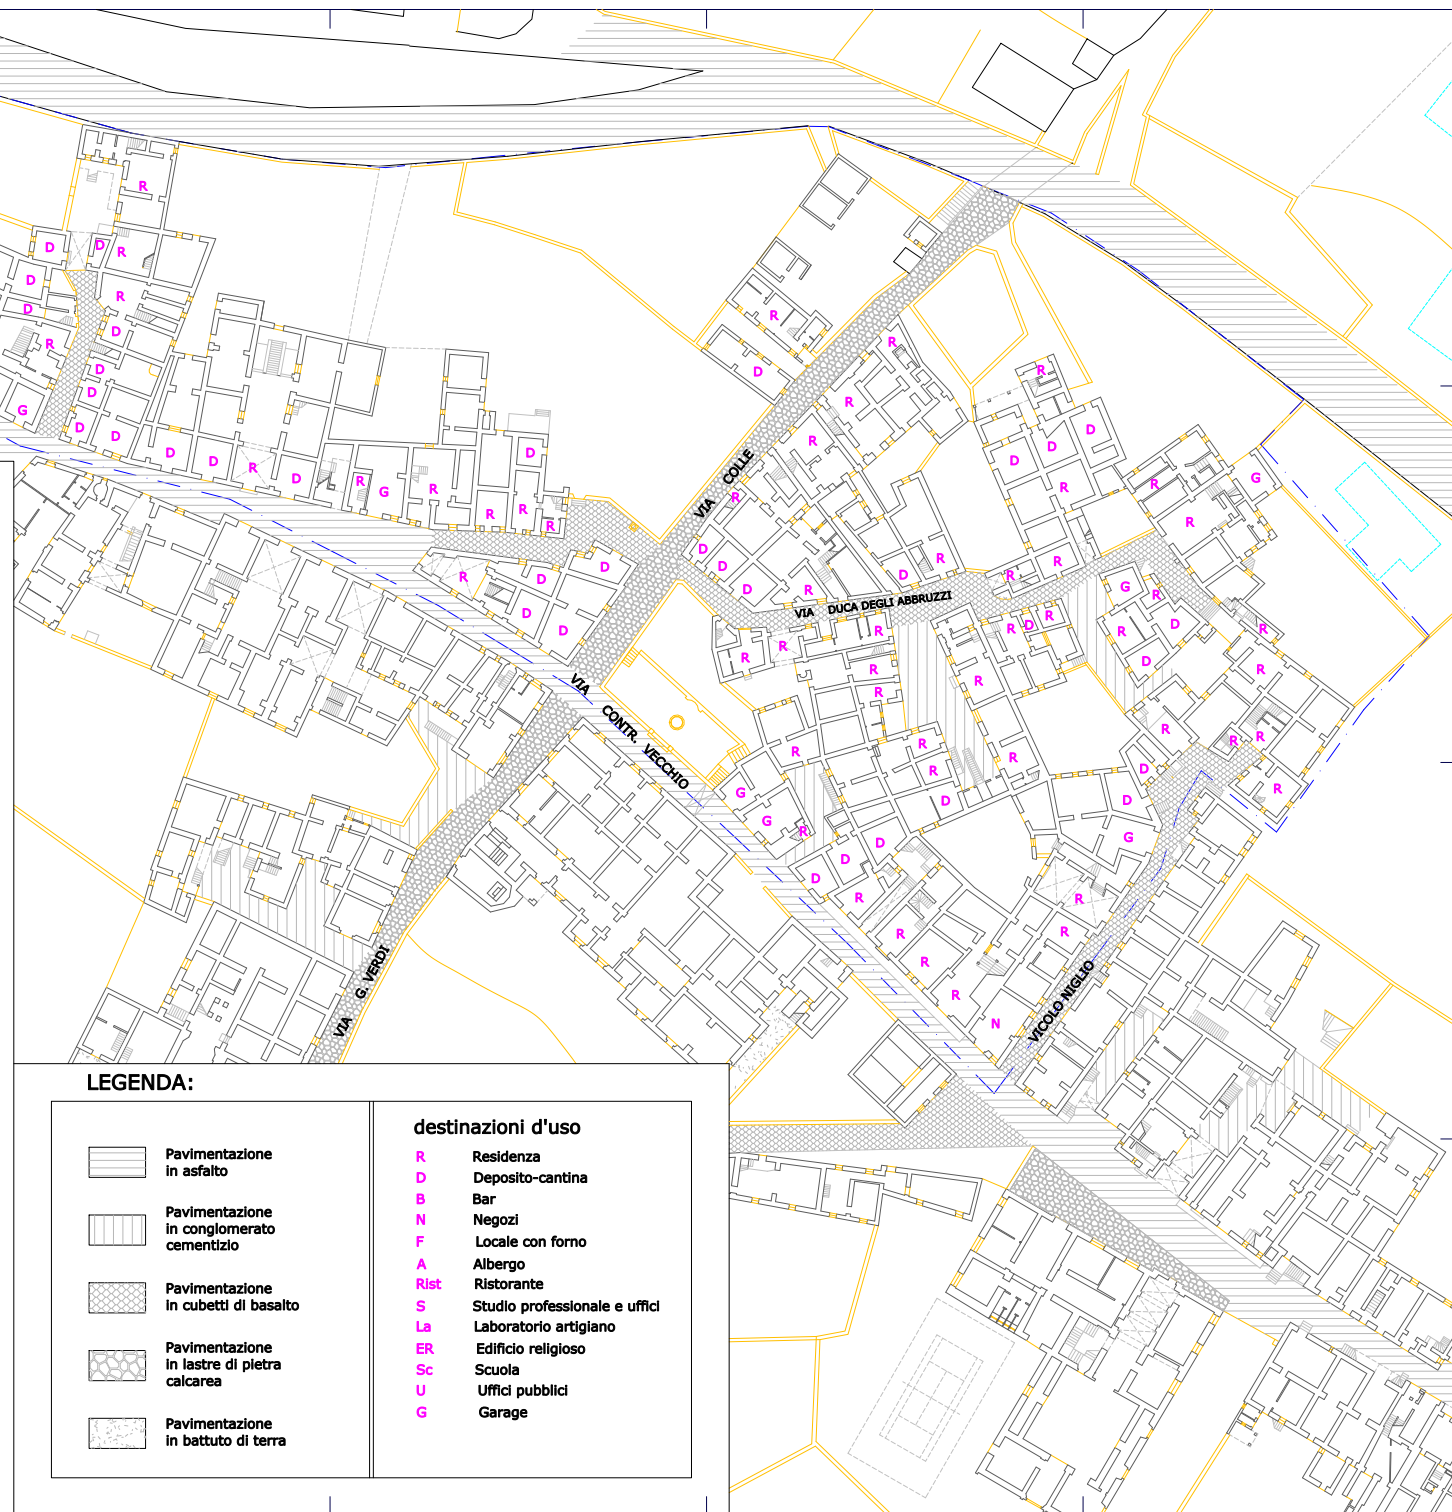 R
D
D
R
D
R
D
D
R
D
D
G
D
D
D
D
R
D
R
G
R
D
R
R
R
R
D
D
D
D
R
D
R
R
R
R
VIA COLLE
D
D
D
R
D
R
R
D
D
D
R
R
G
R
R
R
VIA DUCA DEGLI ABBRUZZI
R
R
R
R
R
R
D
R
G
R
R
D
D
R
R
R
R
R
R
R
D
D
G
R
R
R
R
D
R
VIA CONTR. VECCHIO
G
G
R
D
D
D
R
R
R
R
N
R
R
VICOLO NIGLIO
VIA G. VERDI
LEGENDA:
Pavimentazione
in asfalto
Pavimentazione
in conglomerato
cementizio
Pavimentazione
in cubetti di basalto
Pavimentazione
in lastre di pietra
calcarea
Pavimentazione
in battuto di terra
destinazioni d'uso
R Residenza
D Deposito-cantina
B Bar
N Negozi
F Locale con forno
A Albergo
Rist Ristorante
S Studio professionale e uffici
La Laboratorio artigiano
ER Edificio religioso
Sc Scuola
U Uffici pubblici
G Garage